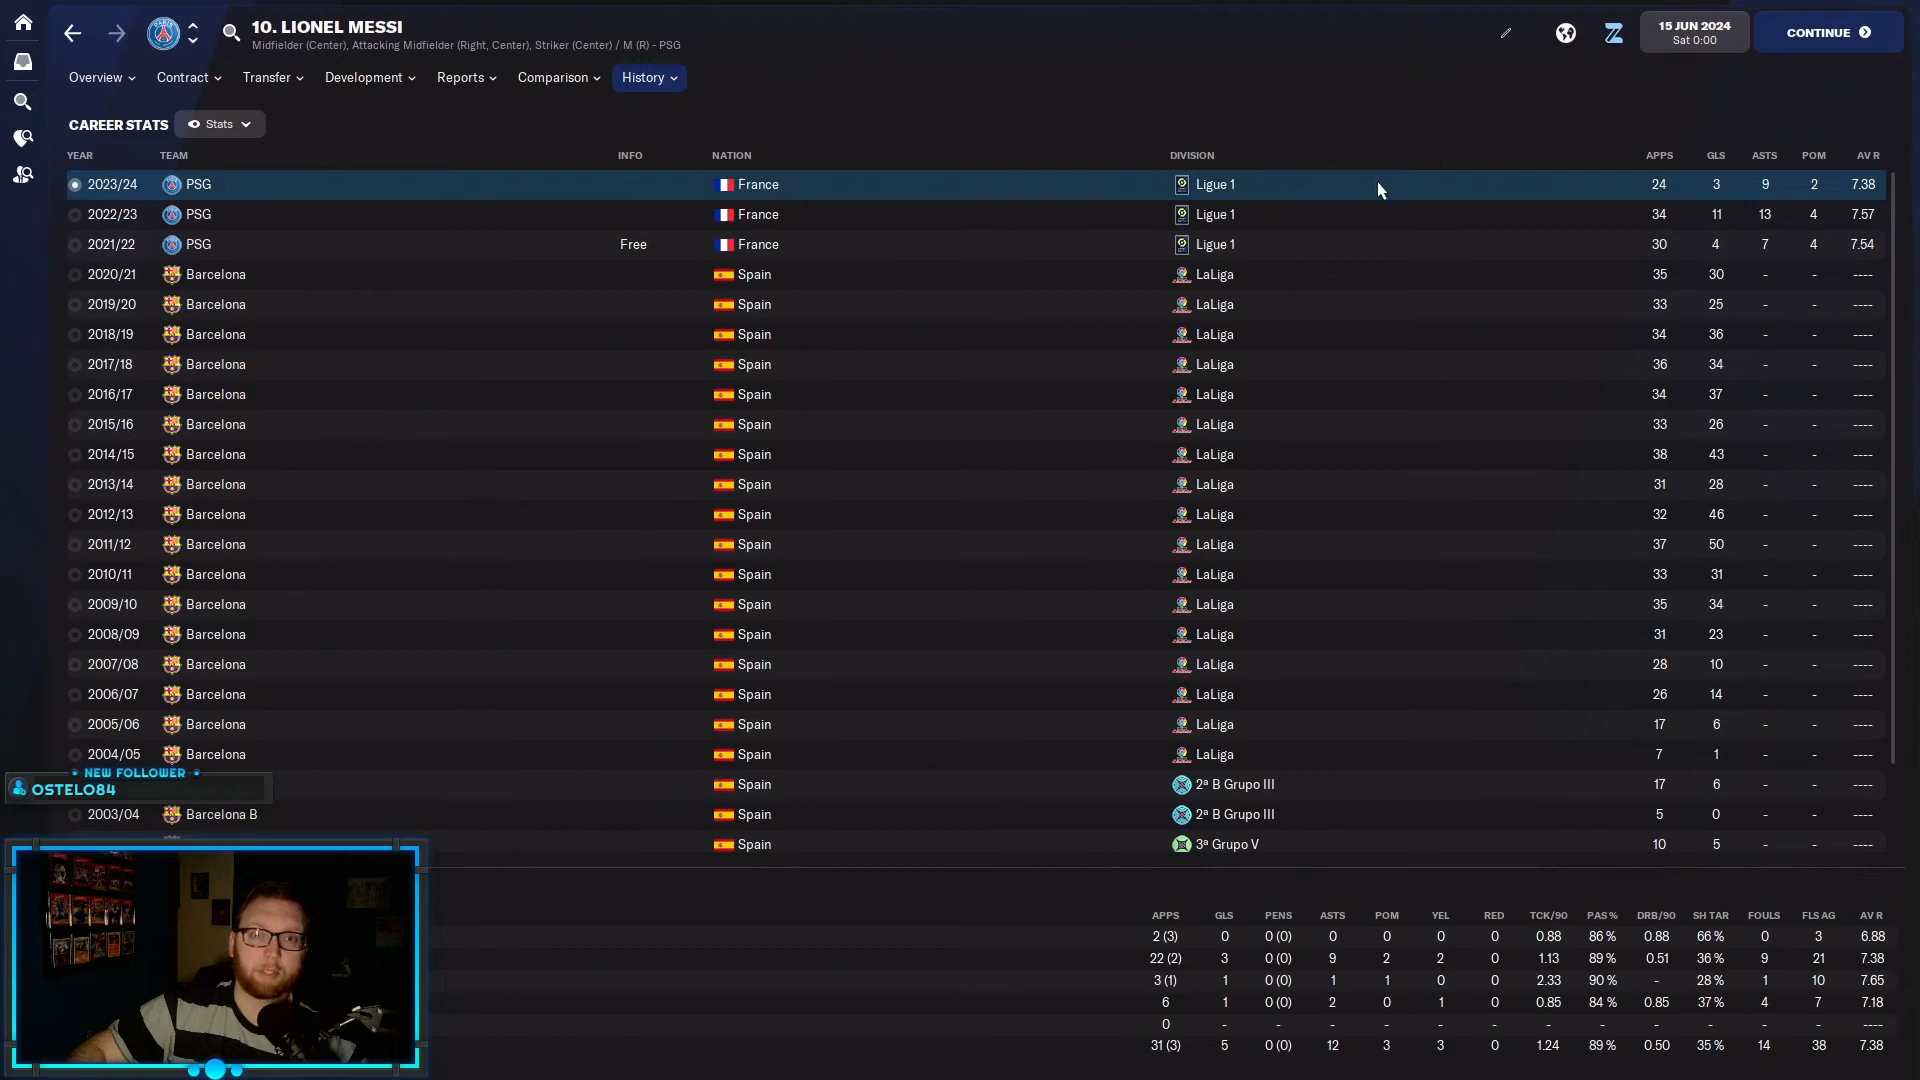 10. LIONEL MESSI
Midfielder (Center), Attacking Midfielder (Right, Center), Striker (Center) / M (R) - PSG
15 JUN 2024
Sat 0:00
CONTINUE
Overview Contract Transfer Development Reports Comparison History
CAREER STATS Stats
YEAR TEAM INFO NATION DIVISION APPS GLS ASTS POM AV R
2023/24 PSG France Ligue 1 24 3 9 2 7.38
2022/23 PSG France Ligue 1 34 11 13 4 7.57
2021/22 PSG Free France Ligue 1 30 4 7 4 7.54
2020/21 Barcelona Spain LaLiga 35 30 - - ----
2019/20 Barcelona Spain LaLiga 33 25 - - ----
2018/19 Barcelona Spain LaLiga 34 36 - - ----
2017/18 Barcelona Spain LaLiga 36 34 - - ----
2016/17 Barcelona Spain LaLiga 34 37 - - ----
2015/16 Barcelona Spain LaLiga 33 26 - - ----
2014/15 Barcelona Spain LaLiga 38 43 - - ----
2013/14 Barcelona Spain LaLiga 31 28 - - ----
2012/13 Barcelona Spain LaLiga 32 46 - - ----
2011/12 Barcelona Spain LaLiga 37 50 - - ----
2010/11 Barcelona Spain LaLiga 33 31 - - ----
2009/10 Barcelona Spain LaLiga 35 34 - - ----
2008/09 Barcelona Spain LaLiga 31 23 - - ----
2007/08 Barcelona Spain LaLiga 28 10 - - ----
2006/07 Barcelona Spain LaLiga 26 14 - - ----
2005/06 Barcelona Spain LaLiga 17 6 - - ----
2004/05 Barcelona Spain LaLiga 7 1 - - ----
NEW FOLLOWER
OSTELO84
Spain 2ª B Grupo III 17 6 - - ----
2003/04 Barcelona B Spain 2ª B Grupo III 5 0 - - ----
Spain 3ª Grupo V 10 5 - - ----
APPS GLS PENS ASTS POM YEL RED TCK/90 PAS % DRB/90 SH TAR FOULS FLS AG AV R
2 (3) 0 0 (0) 0 0 0 0 0.88 86 % 0.88 66 % 0 3 6.88
22 (2) 3 0 (0) 9 2 2 0 1.13 89 % 0.51 36 % 9 21 7.38
3 (1) 1 0 (0) 1 1 0 0 2.33 90 % - 28 % 1 10 7.65
6 1 0 (0) 2 0 1 0 0.85 84 % 0.85 37 % 4 7 7.18
0 - - - - - - - - - - - - ----
31 (3) 5 0 (0) 12 3 3 0 1.24 89 % 0.50 35 % 14 38 7.38